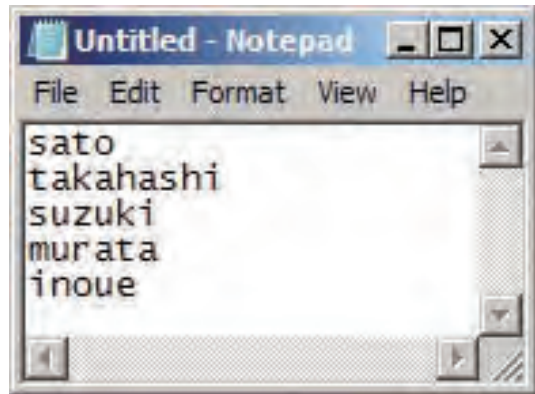 Untitled - Notepad
File Edit Format View Help
sato
takahashi
suzuki
murata
inoue